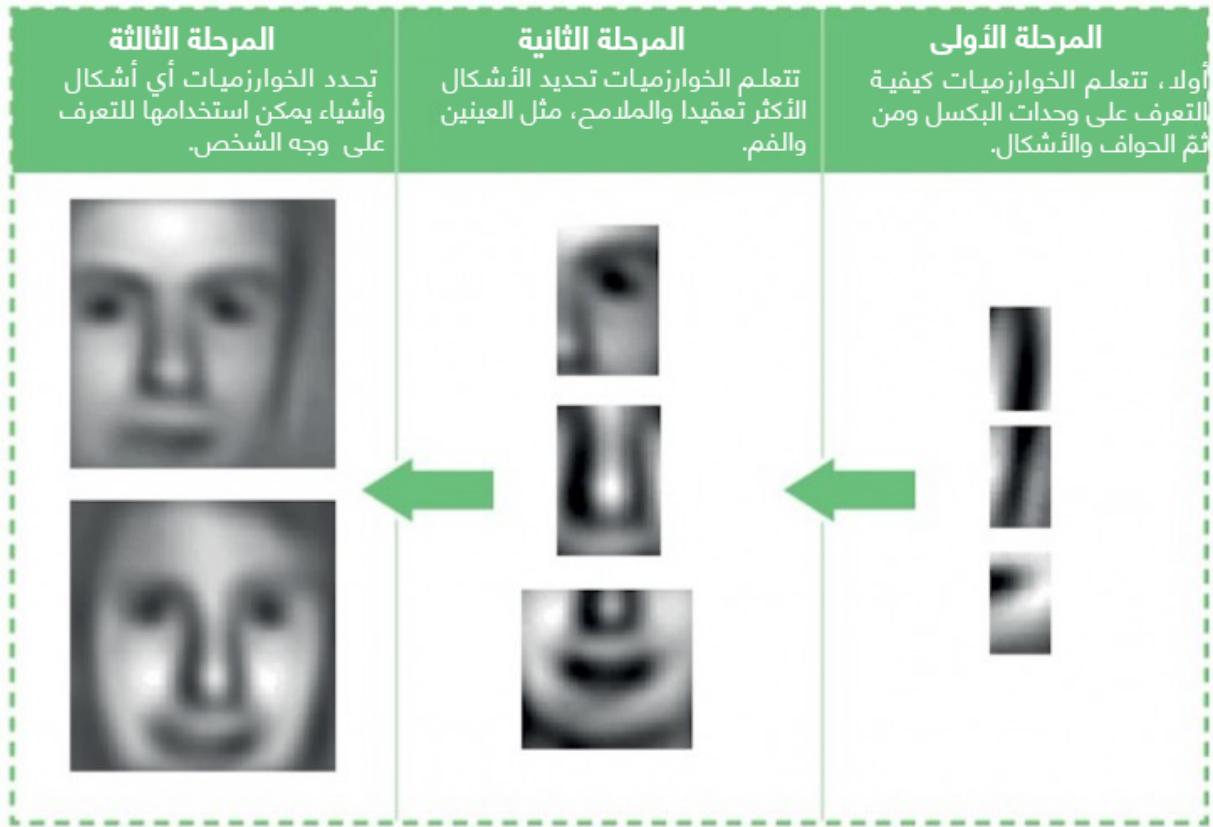 المرحلة الأولى
أولا، تتعلم الخوارزميات كيفية
التعرف على وحدات البكسل ومن
ثمّ الحواف والأشكال.
المرحلة الثانية
تتعلم الخوارزميات تحديد الأشكال
الأكثر تعقيدا والملامح، مثل العينين
والفم.
المرحلة الثالثة
تحدد الخوارزميات أي أشكال
وأشياء يمكن استخدامها للتعرف
على وجه الشخص.